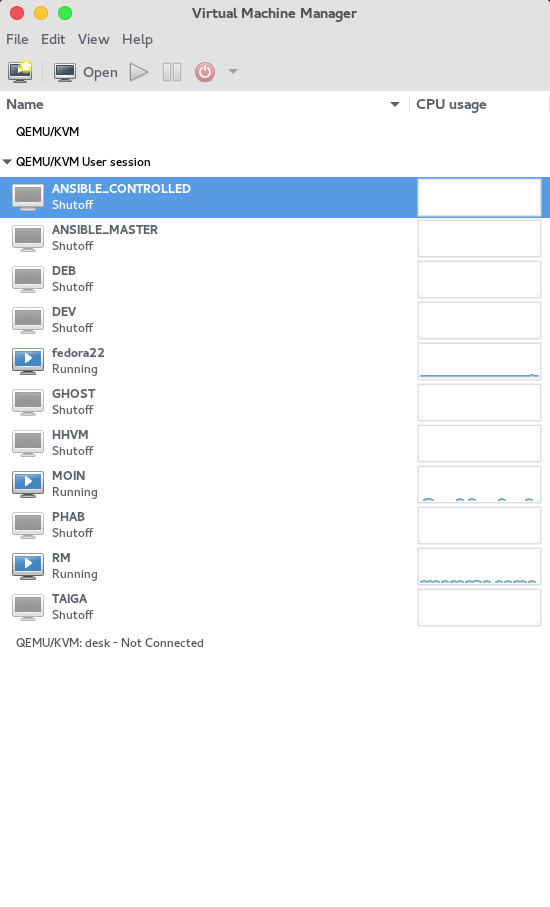 Virtual Machine Manager
File Edit View Help
Open
Name CPU usage
QEMU/KVM
QEMU/KVM User session
ANSIBLE_CONTROLLED
Shutoff
ANSIBLE_MASTER
Shutoff
DEB
Shutoff
DEV
Shutoff
fedora22
Running
GHOST
Shutoff
HHVM
Shutoff
MOIN
Running
PHAB
Shutoff
RM
Running
TAIGA
Shutoff
QEMU/KVM: desk - Not Connected